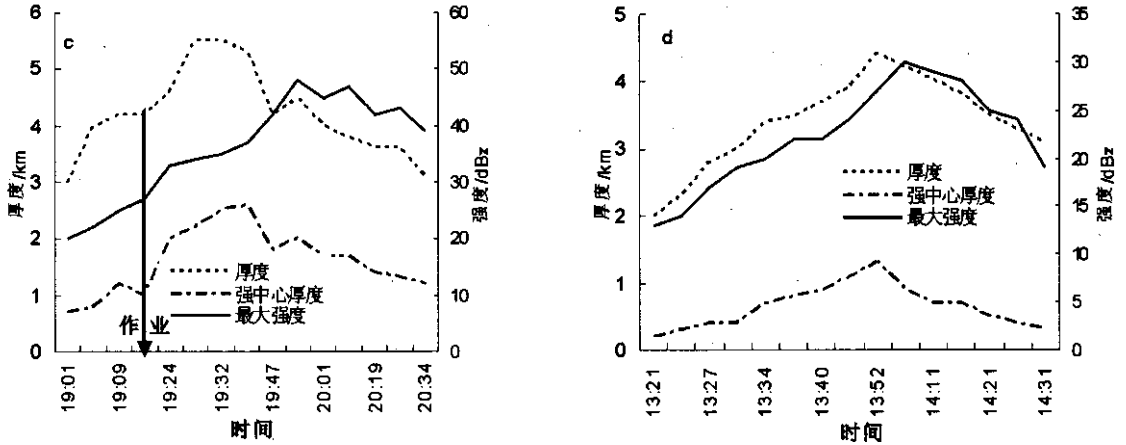 c
6
5
4
3
2
1
0
厚度/km
60
50
40
30
20
10
0
强度/dBz
厚度
强中心厚度
最大强度
作业
19:01
19:09
19:24
19:32
19:47
20:01
20:19
20:34
时间
d
5
4
3
2
1
0
厚度/km
35
30
25
20
15
10
5
0
强度/dBz
厚度
强中心厚度
最大强度
13:21
13:27
13:34
13:40
13:52
14:11
14:21
14:31
时间